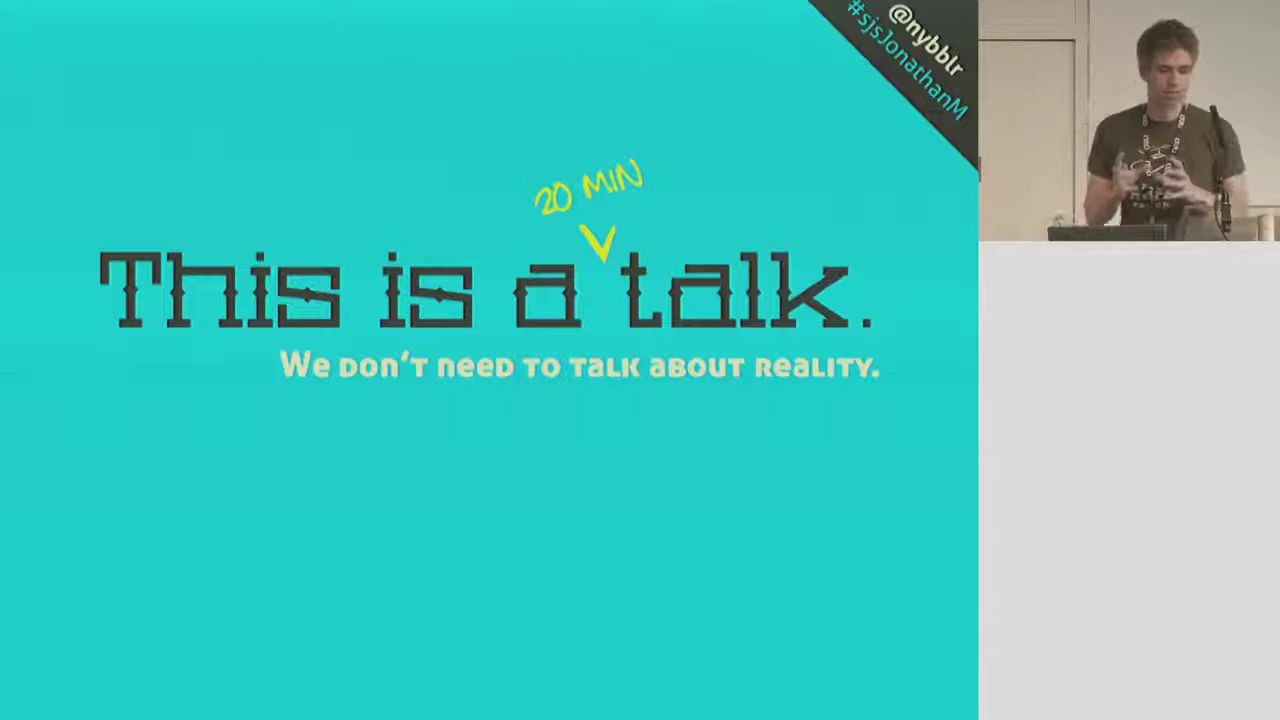 @nybblr
#sjsJonathanM
20 MIN
This is a talk.
We don't need to talk about reality.